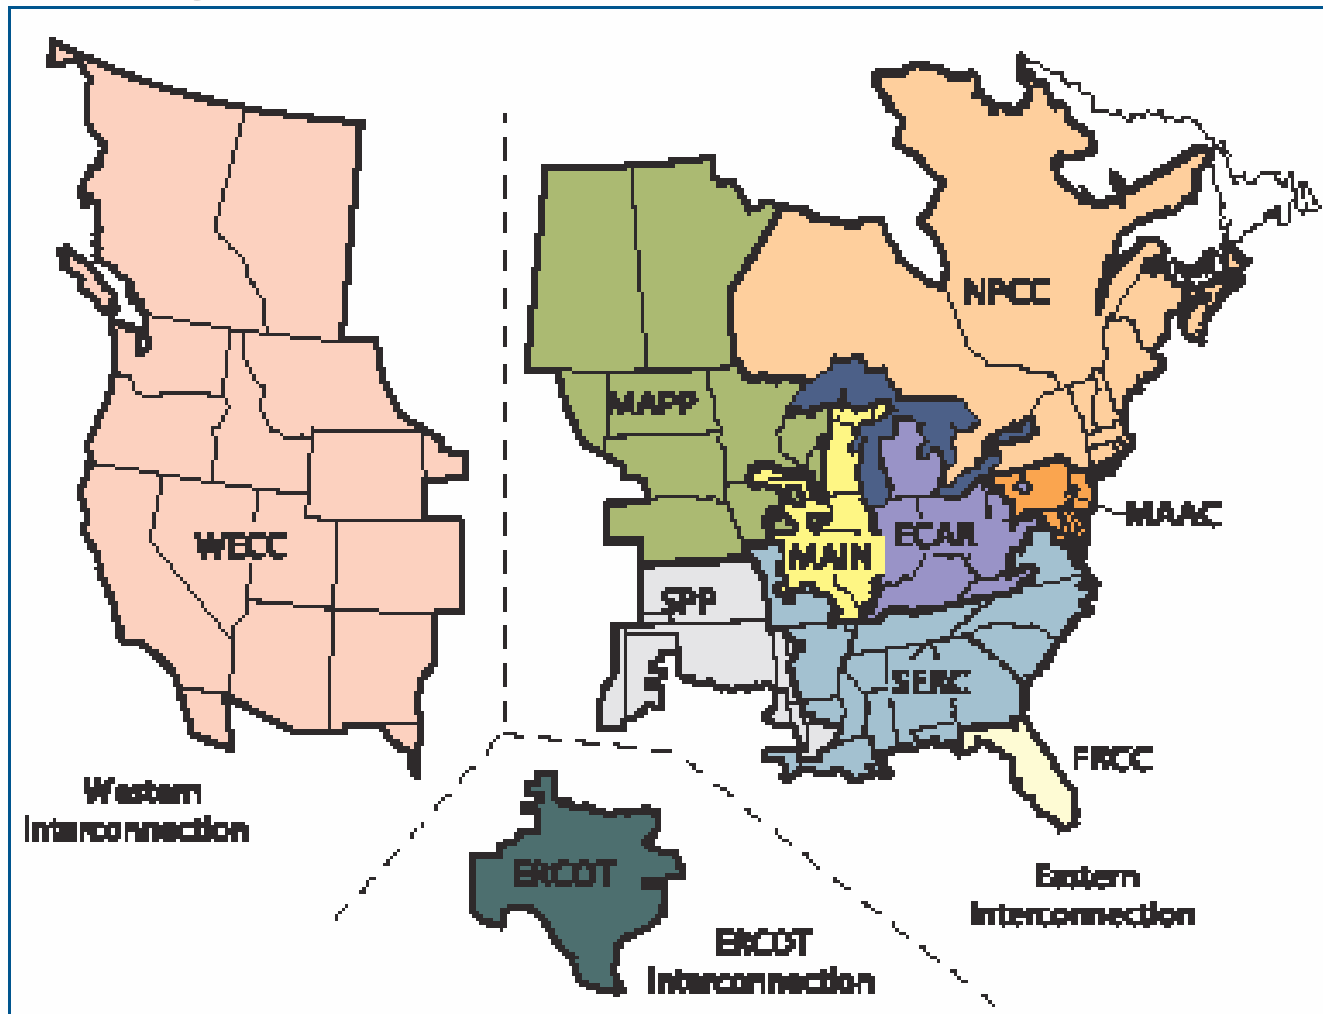 NPCC
MAPP
MAAC
WECC
ECAR
MAIN
SPP
SERC
FRCC
Western
Interconnection
ERCOT
Eastern
Interconnection
ERCOT
Interconnection